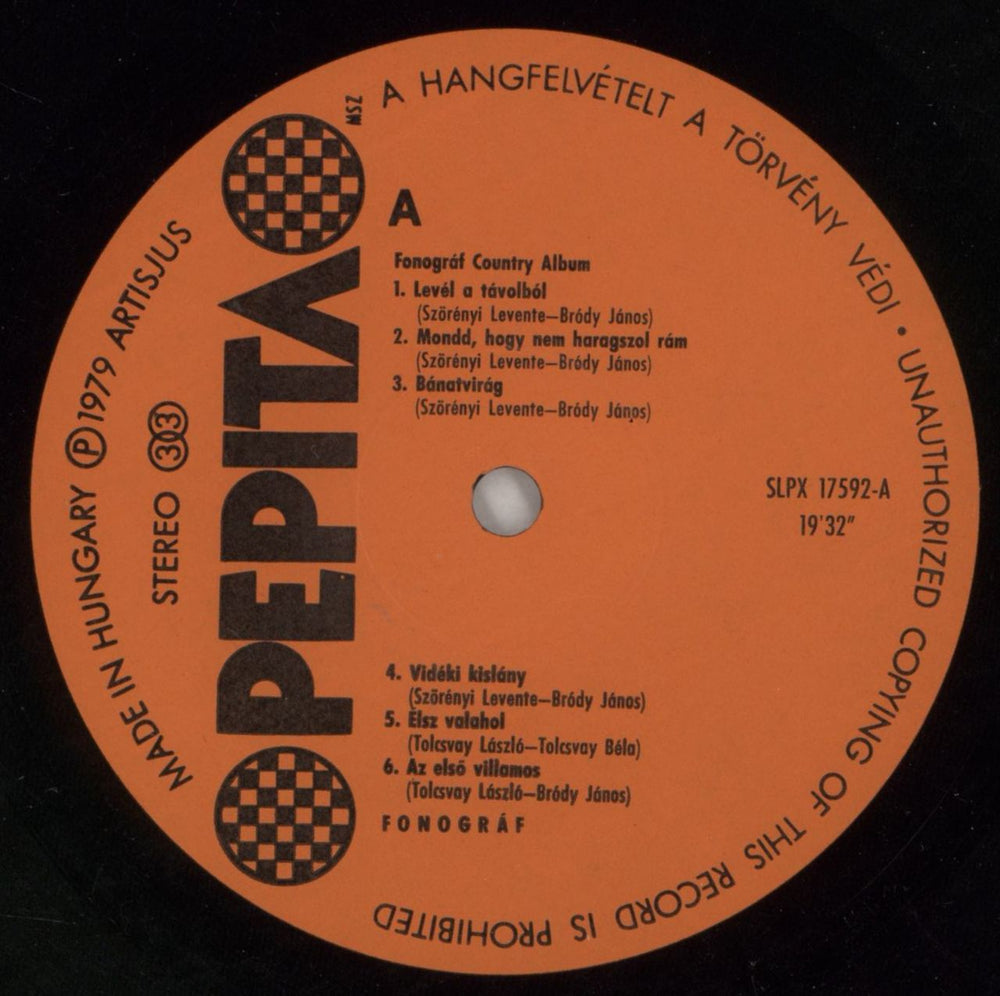 A HANGFELVÉTELT A TÖRVÉNY VÉDI • UNAUTHORIZED COPYING OF THIS RECORD IS PROHIBITED
MADE IN HUNGARY Ⓟ 1979 ARTISJUS
STEREO 33
PEPITA
MSZ
A
Fonográf Country Album
1. Levél a távolból
(Szörényi Levente–Bródy János)
2. Mondd, hogy nem haragszol rám
(Szörényi Levente–Bródy János)
3. Bánatvirág
(Szörényi Levente–Bródy János)
SLPX 17592-A
19'32"
4. Vidéki kislány
(Szörényi Levente–Bródy János)
5. Élsz valahol
(Tolcsvay László–Tolcsvay Béla)
6. Az első villamos
(Tolcsvay László–Bródy János)
FONOGRÁF